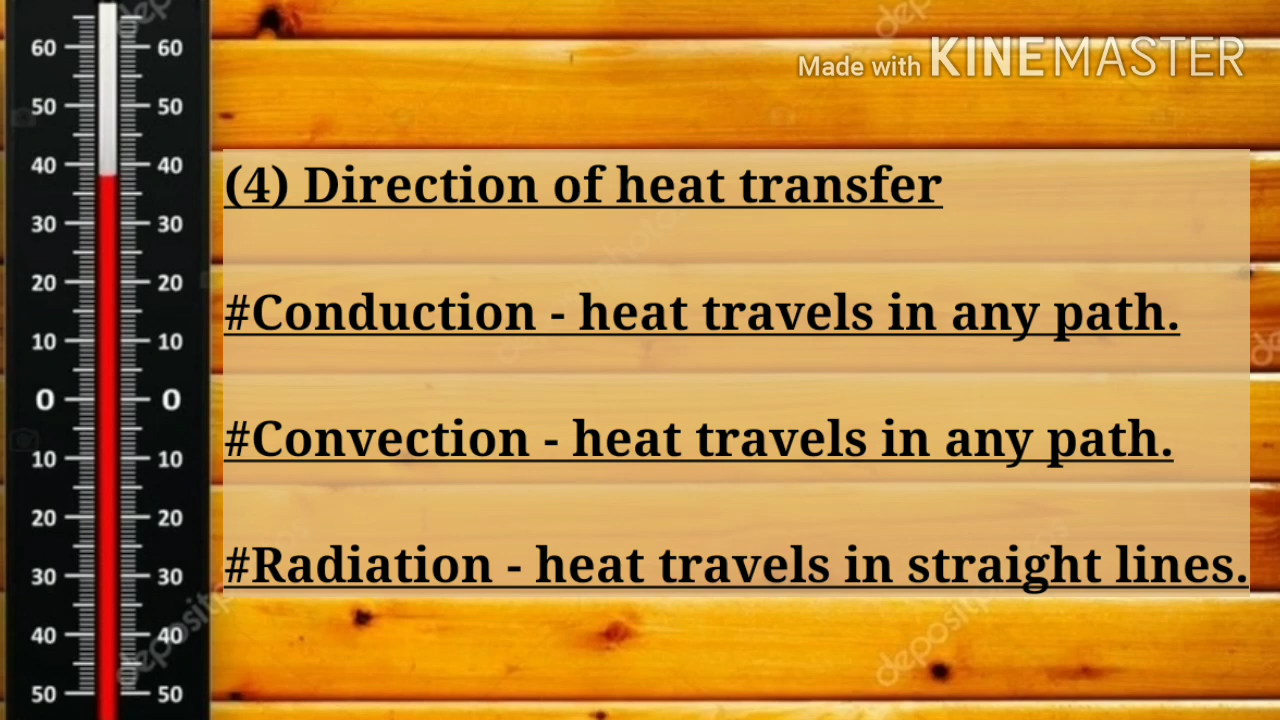 Made with KINEMASTER
(4) Direction of heat transfer
#Conduction - heat travels in any path.
#Convection - heat travels in any path.
#Radiation - heat travels in straight lines.
60 60
50 50
40 40
30 30
20 20
10 10
0 0
10 10
20 20
30 30
40 40
50 50